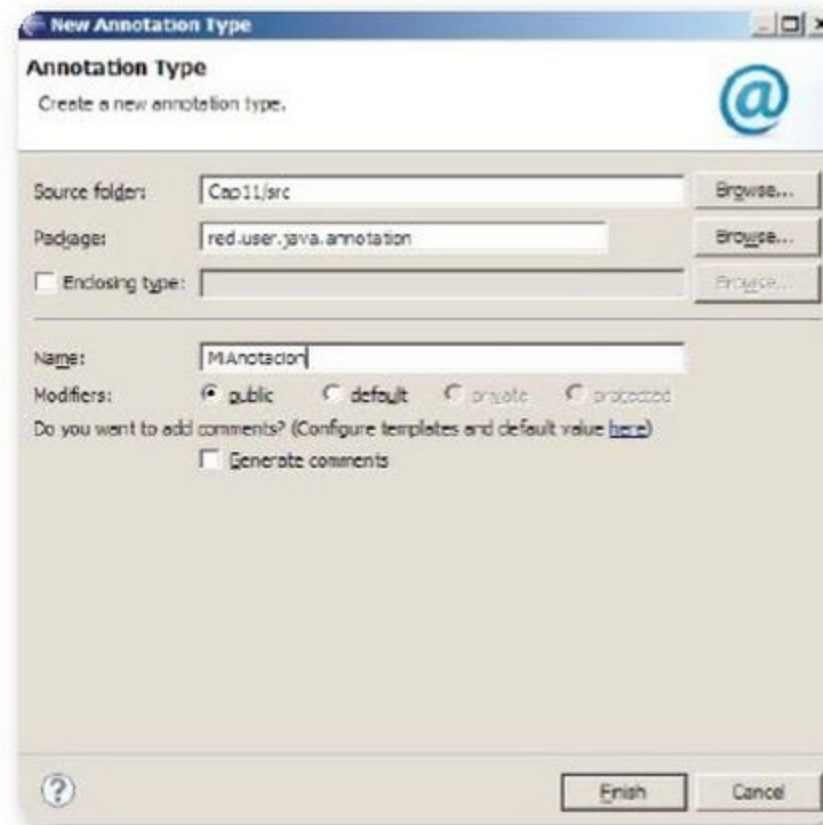 New Annotation Type
Annotation Type
Create a new annotation type.
@
Source folder: Cap11/src Browse...
Package: red.user.java.annotation Browse...
Enclosing type: Browse...
Name: MiAnotacion
Modifiers: public default private protected
Do you want to add comments? (Configure templates and default value here)
Generate comments
? Finish Cancel